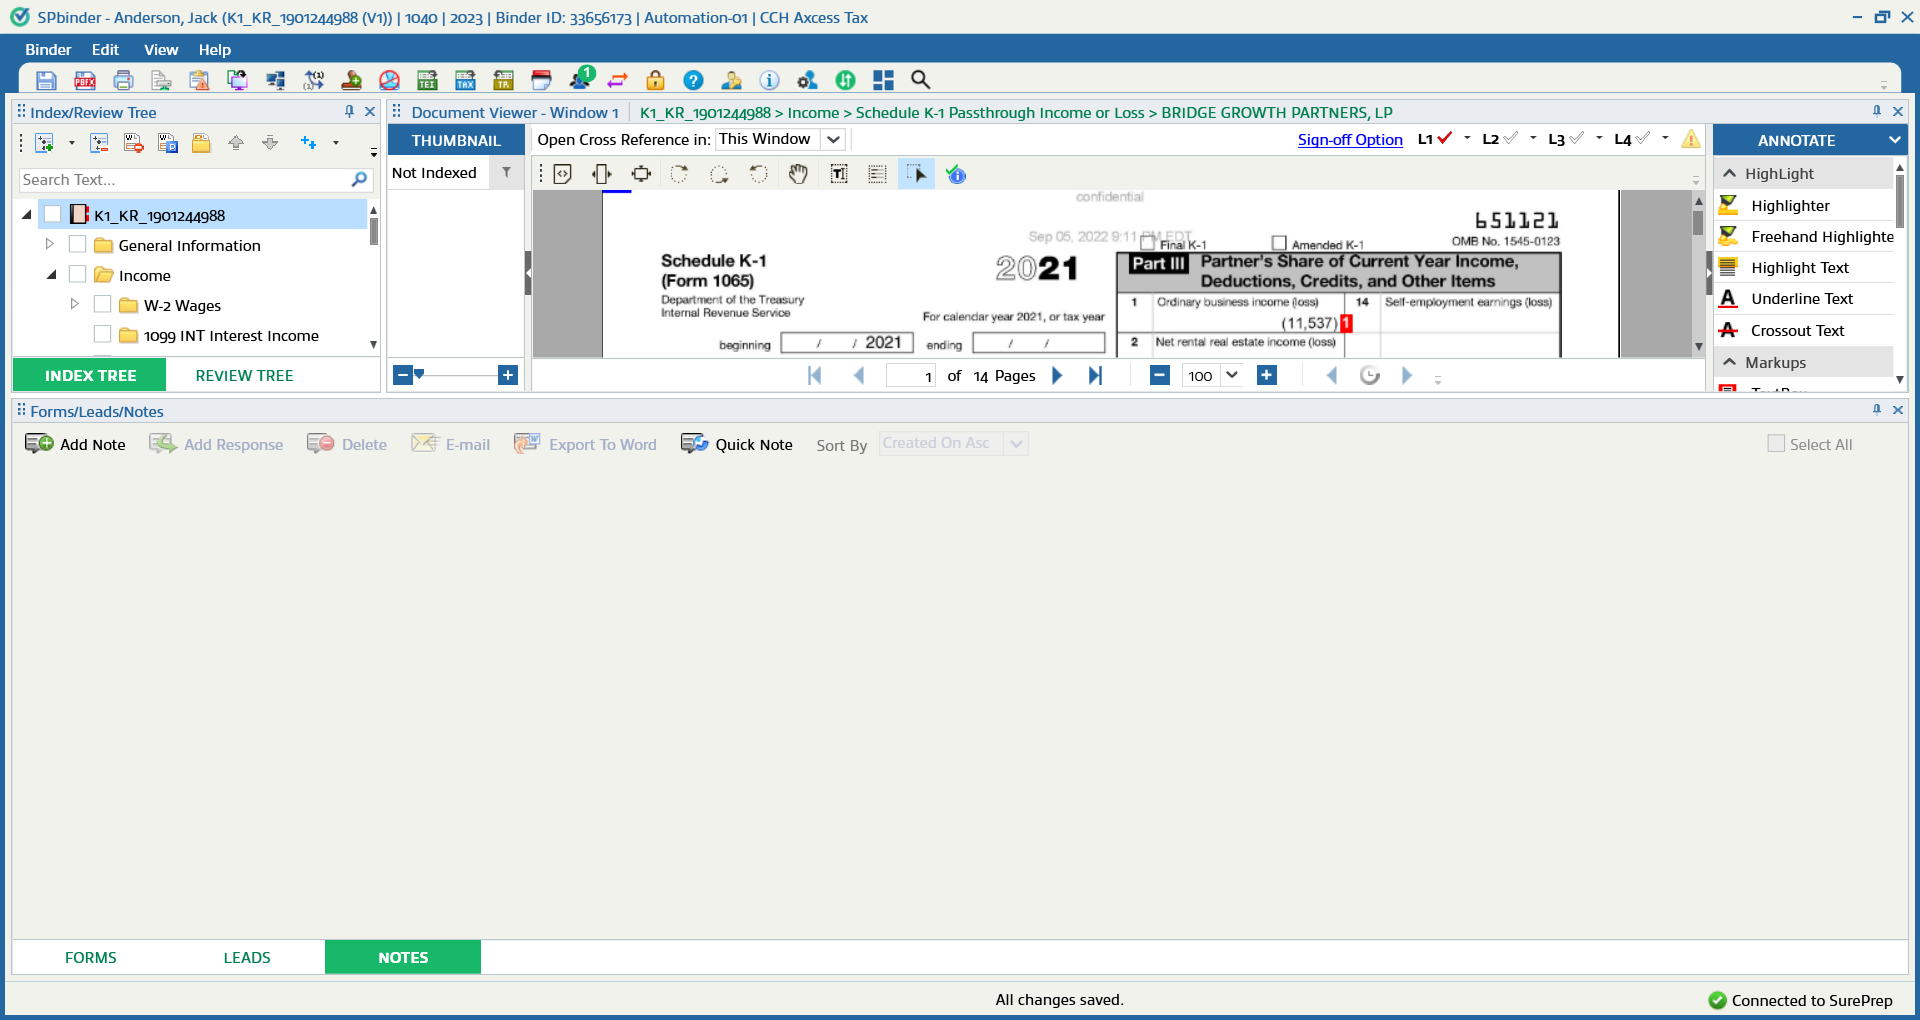 SPbinder - Anderson, Jack (K1_KR_1901244988 (V1)) | 1040 | 2023 | Binder ID: 33656173 | Automation-01 | CCH Axcess Tax
Binder Edit View Help
PBFX TEI TAX TR 1
Index/Review Tree
Search Text...
K1_KR_1901244988
General Information
Income
W-2 Wages
1099 INT Interest Income
INDEX TREE REVIEW TREE
Document Viewer - Window 1 K1_KR_1901244988 > Income > Schedule K-1 Passthrough Income or Loss > BRIDGE GROWTH PARTNERS, LP
THUMBNAIL
Not Indexed
Open Cross Reference in: This Window Sign-off Option L1 L2 L3 L4
confidential
651121
Sep 05, 2022 9:11 PM EDT
Final K-1 Amended K-1 OMB No. 1545-0123
Schedule K-1
(Form 1065)
2021
Department of the Treasury
Internal Revenue Service
For calendar year 2021, or tax year
beginning / / 2021 ending / /
Part III Partner's Share of Current Year Income,
Deductions, Credits, and Other Items
1 Ordinary business income (loss) 14 Self-employment earnings (loss)
(11,537) 1
2 Net rental real estate income (loss)
1 of 14 Pages 100
ANNOTATE
HighLight
Highlighter
Freehand Highlighte
Highlight Text
Underline Text
Crossout Text
Markups
Forms/Leads/Notes
Add Note Add Response Delete E-mail Export To Word Quick Note Sort By Created On Asc Select All
FORMS LEADS NOTES
All changes saved.
Connected to SurePrep